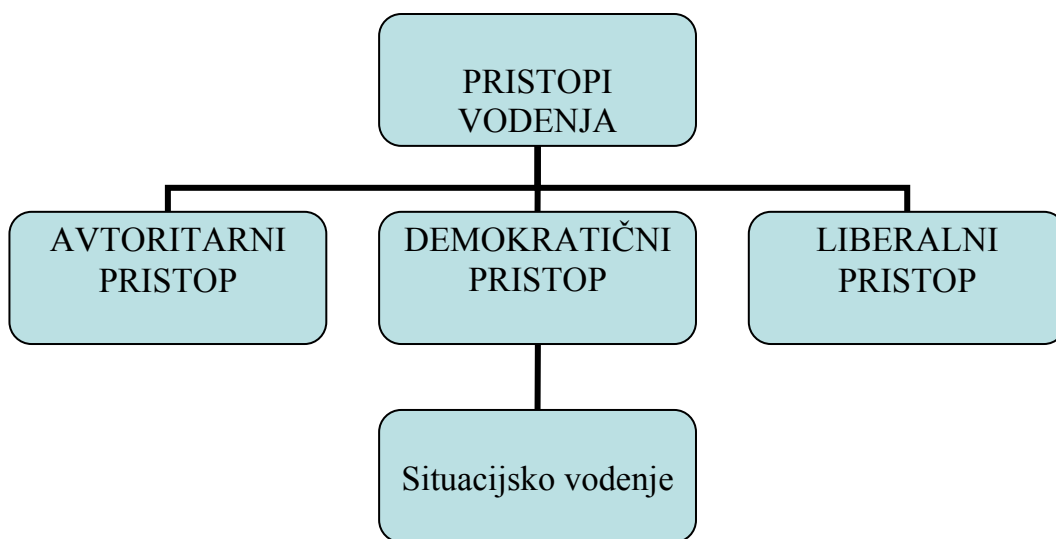 PRISTOPI
VODENJA
AVTORITARNI
PRISTOP
DEMOKRATIČNI
PRISTOP
LIBERALNI
PRISTOP
Situacijsko vodenje